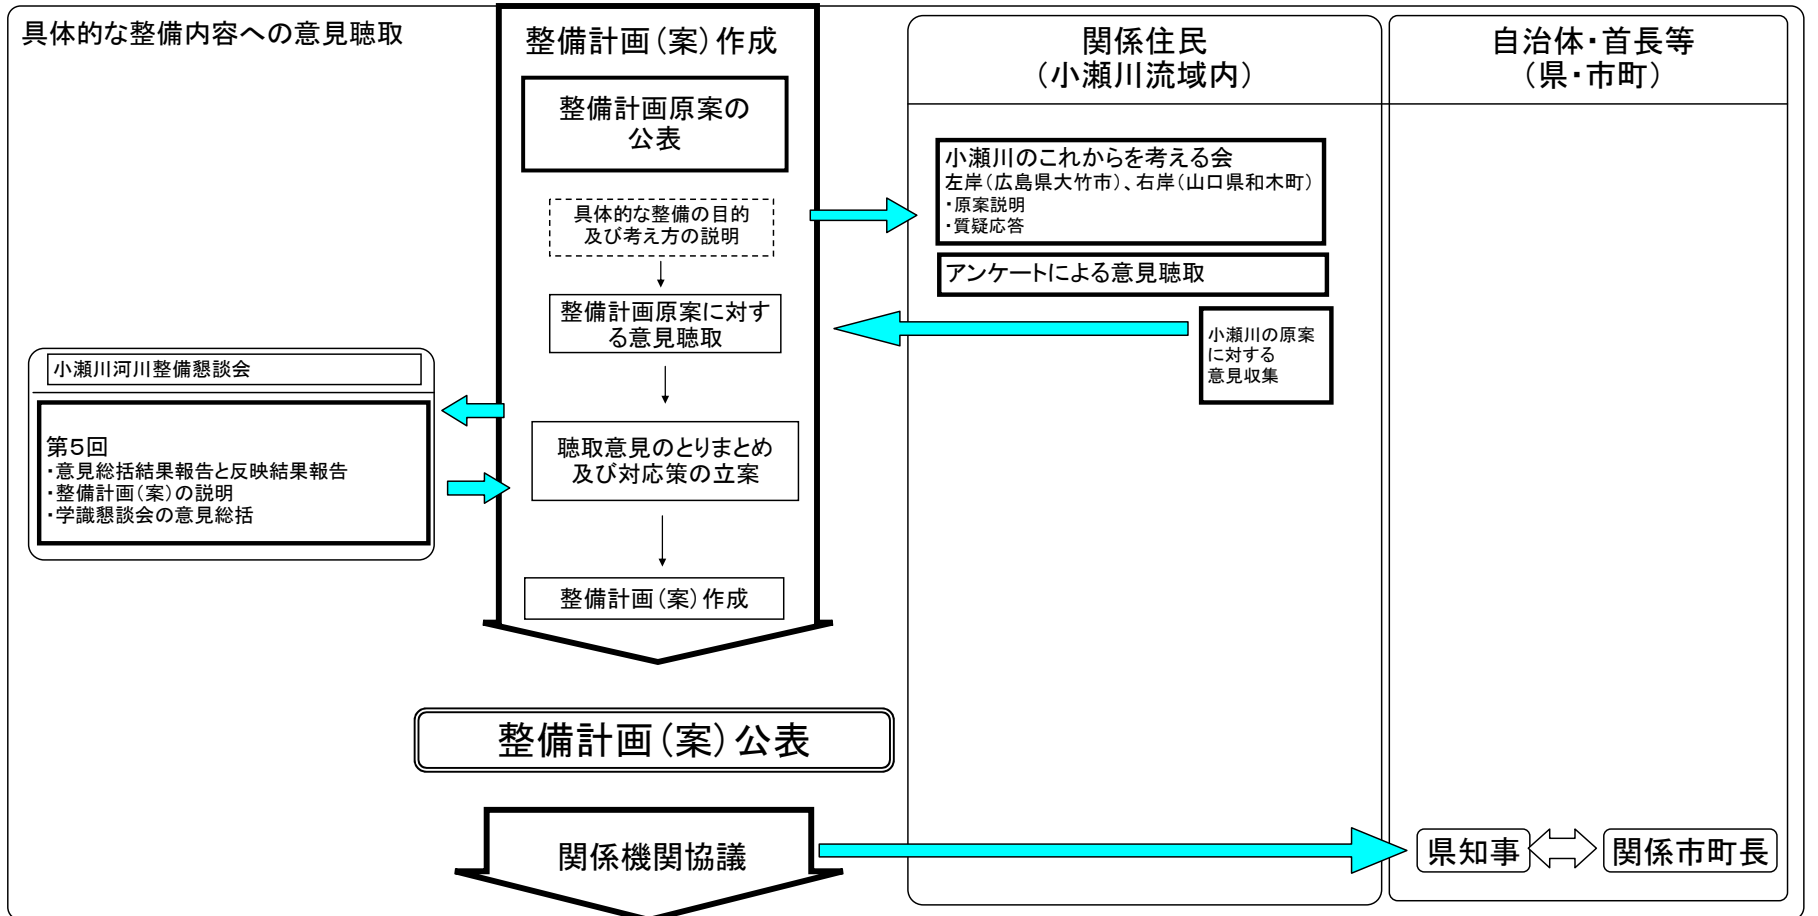 具体的な整備内容への意見聴取
整備計画(案)作成
整備計画原案の
公表
具体的な整備の目的
及び考え方の説明
整備計画原案に対す
る意見聴取
聴取意見のとりまとめ
及び対応策の立案
整備計画(案)作成
小瀬川河川整備懇談会
第5回
・意見総括結果報告と反映結果報告
・整備計画(案)の説明
・学識懇談会の意見総括
関係住民
(小瀬川流域内)
小瀬川のこれからを考える会
左岸(広島県大竹市)、右岸(山口県和木町)
・原案説明
・質疑応答
アンケートによる意見聴取
小瀬川の原案
に対する
意見収集
自治体・首長等
(県・市町)
整備計画(案)公表
関係機関協議
県知事
関係市町長